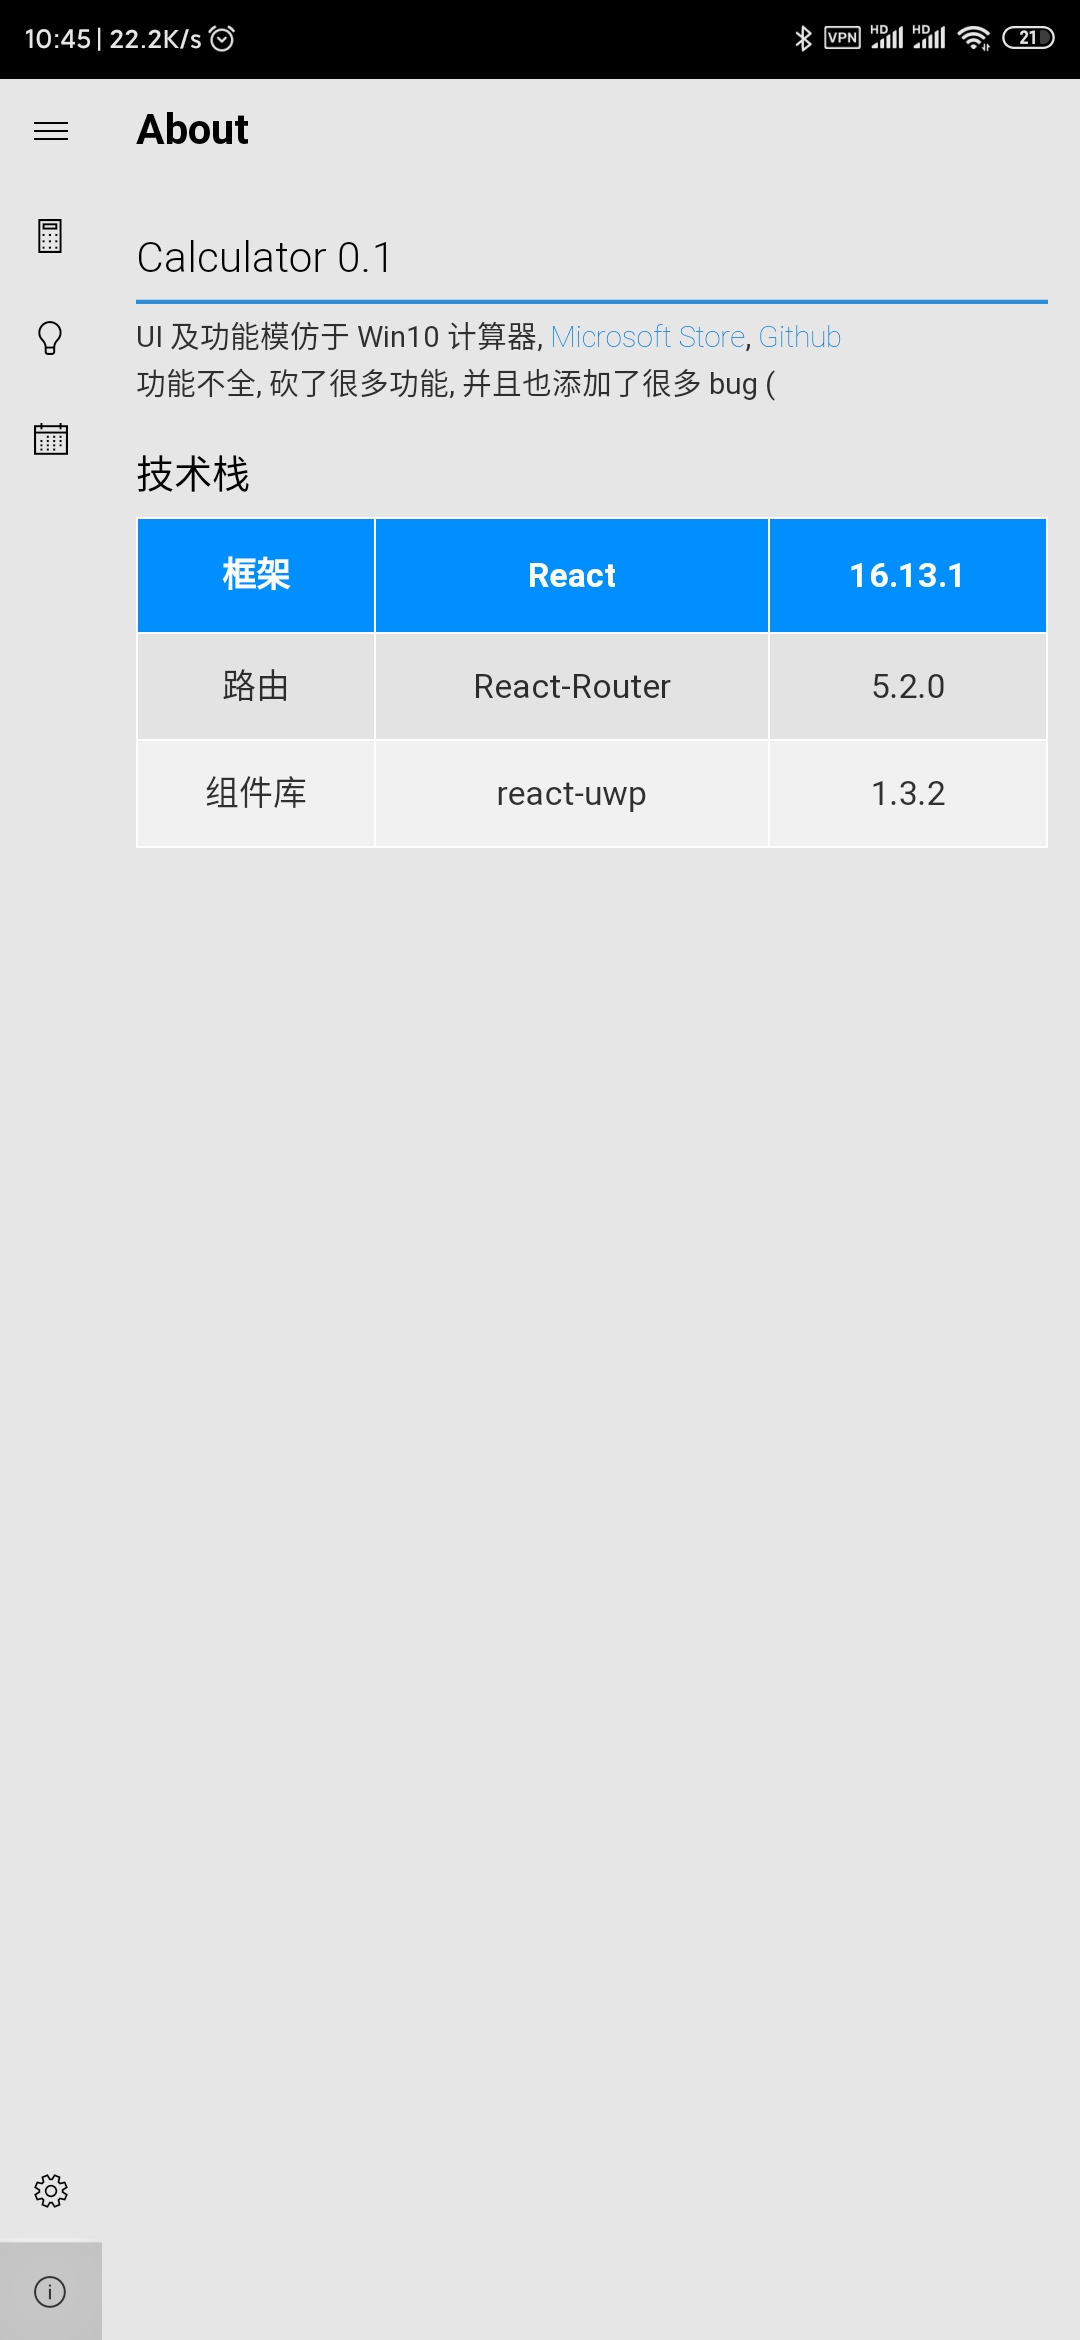 10:45 | 22.2K/s
VPN HD HD 21
About
Calculator 0.1
UI 及功能模仿于 Win10 计算器, Microsoft Store, Github
功能不全, 砍了很多功能, 并且也添加了很多 bug (
技术栈
框架 React 16.13.1
路由 React-Router 5.2.0
组件库 react-uwp 1.3.2